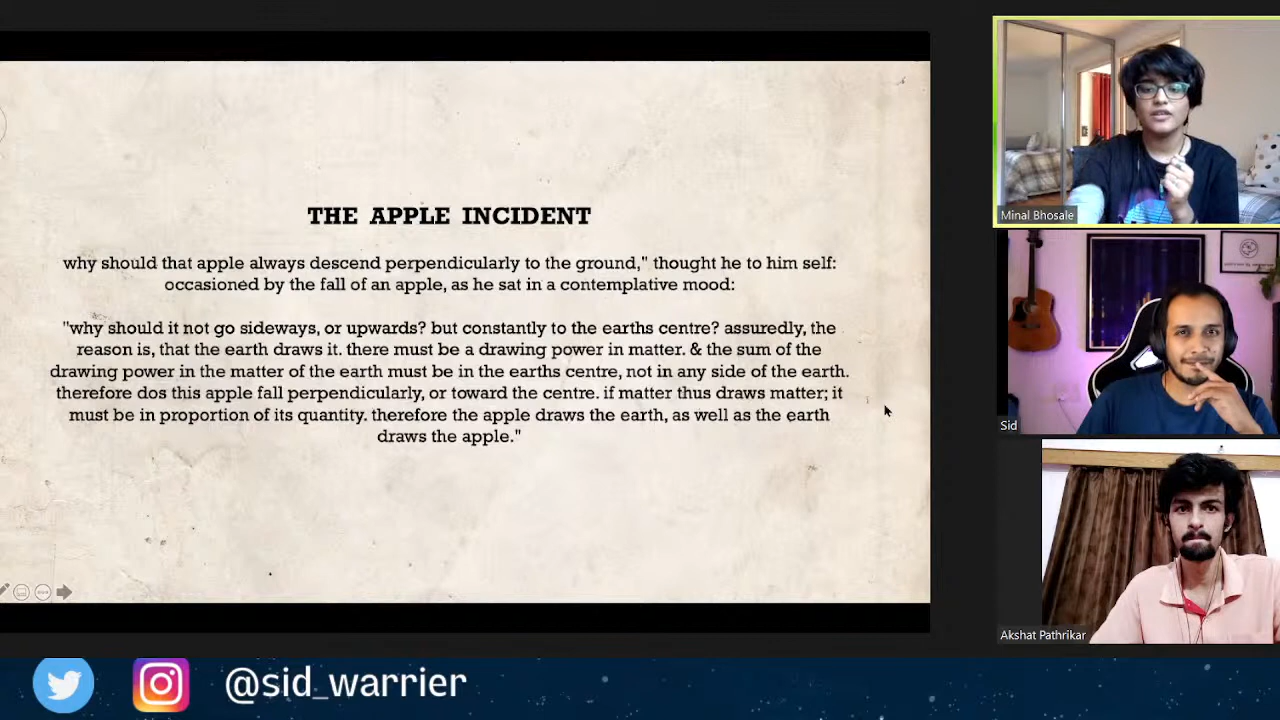 THE APPLE INCIDENT
why should that apple always descend perpendicularly to the ground," thought he to him self:
occasioned by the fall of an apple, as he sat in a contemplative mood:
"why should it not go sideways, or upwards? but constantly to the earths centre? assuredly, the
reason is, that the earth draws it. there must be a drawing power in matter. & the sum of the
drawing power in the matter of the earth must be in the earths centre, not in any side of the earth.
therefore dos this apple fall perpendicularly, or toward the centre. if matter thus draws matter; it
must be in proportion of its quantity. therefore the apple draws the earth, as well as the earth
draws the apple."
Minal Bhosale
Sid
Akshat Pathrikar
@sid_warrier